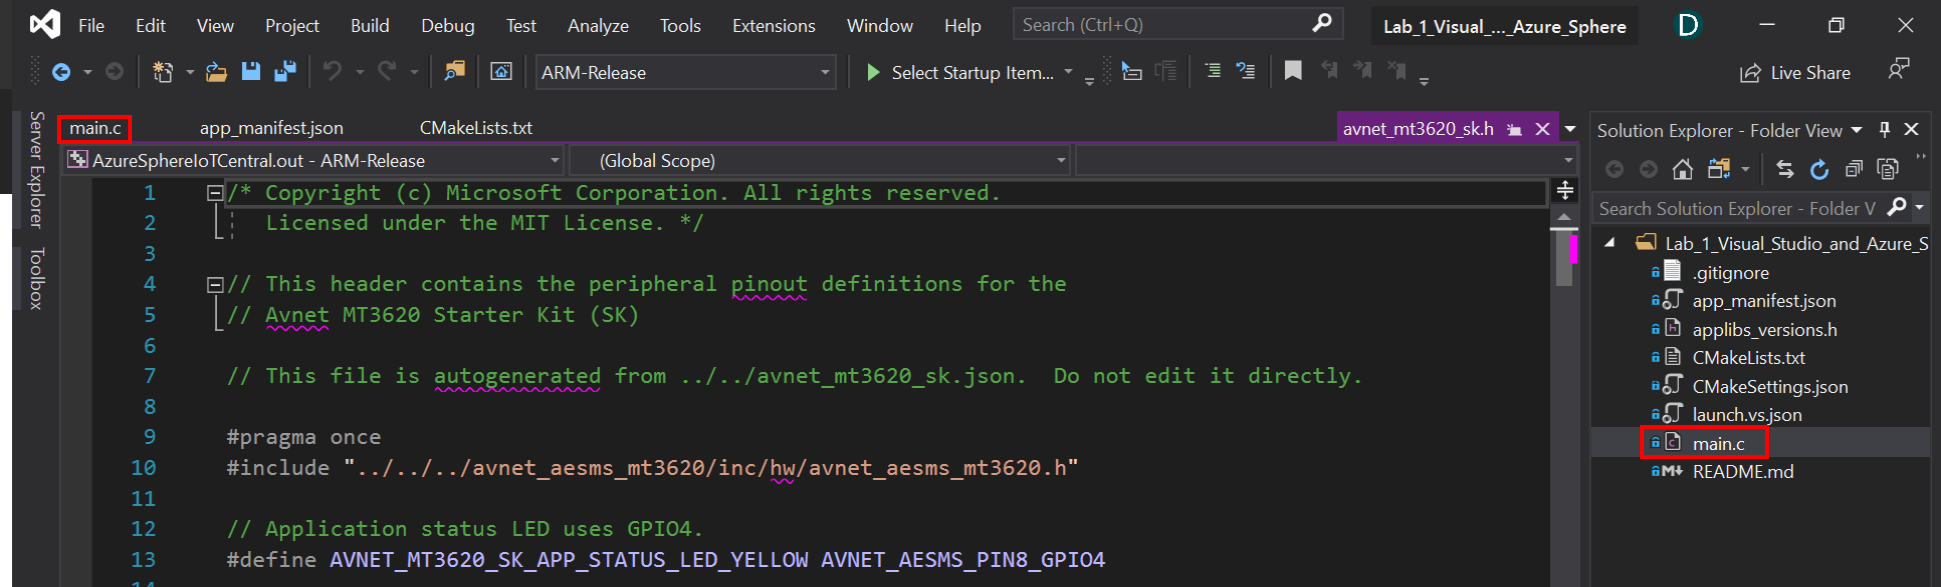 File Edit View Project Build Debug Test Analyze Tools Extensions Window Help Search (Ctrl+Q) Lab_1_Visual_..._Azure_Sphere D
ARM-Release Select Startup Item... Live Share
Server Explorer
Toolbox
main.c app_manifest.json CMakeLists.txt avnet_mt3620_sk.h
AzureSphereIoTCentral.out - ARM-Release (Global Scope)
1 /* Copyright (c) Microsoft Corporation. All rights reserved.
2 Licensed under the MIT License. */
3
4 // This header contains the peripheral pinout definitions for the
5 // Avnet MT3620 Starter Kit (SK)
6
7 // This file is autogenerated from ../../avnet_mt3620_sk.json.  Do not edit it directly.
8
9 #pragma once
10 #include "../../../avnet_aesms_mt3620/inc/hw/avnet_aesms_mt3620.h"
11
12 // Application status LED uses GPIO4.
13 #define AVNET_MT3620_SK_APP_STATUS_LED_YELLOW AVNET_AESMS_PIN8_GPIO4
14
Solution Explorer - Folder View
Search Solution Explorer - Folder V
Lab_1_Visual_Studio_and_Azure_S
.gitignore
app_manifest.json
applibs_versions.h
CMakeLists.txt
CMakeSettings.json
launch.vs.json
main.c
README.md